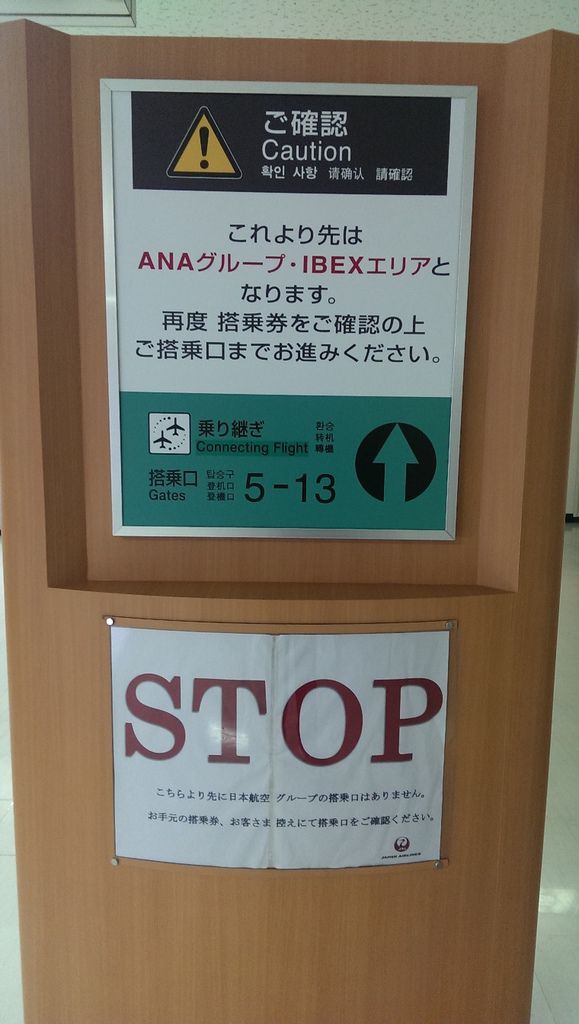 ご確認
Caution
확인 사항 请确认 請確認
これより先は
ANAグループ・IBEXエリアと
なります。
再度 搭乗券をご確認の上
ご搭乗口までお進みください。
乗り継ぎ 환승
转机
Connecting Flight 轉機
搭乗口 탑승구
登机口
Gates 登機口
5-13
STOP
こちらより先に日本航空 グループの搭乗口はありません。
お手元の搭乗券、お客さま 控えにて搭乗口をご確認ください。
JAPAN AIRLINES